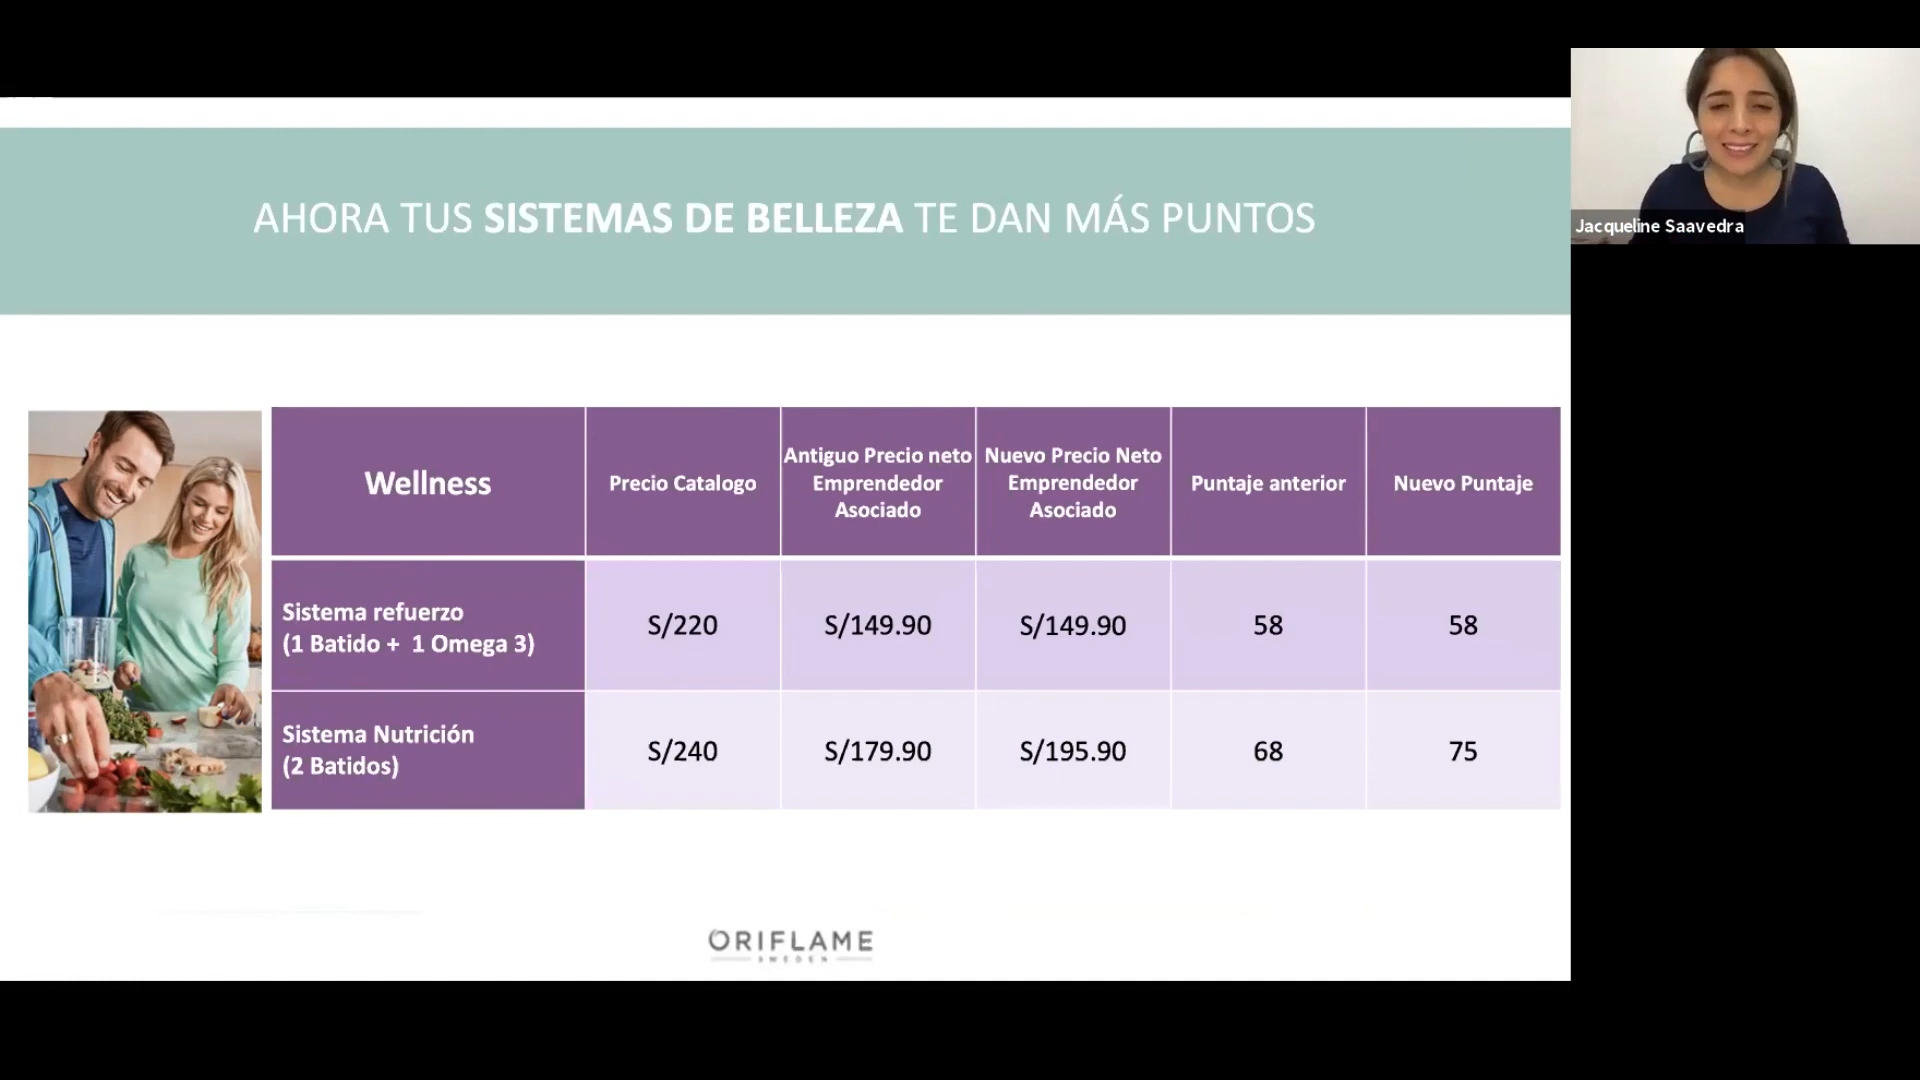 AHORA TUS SISTEMAS DE BELLEZA TE DAN MÁS PUNTOS
Jacqueline Saavedra
Wellness
Precio Catalogo
Antiguo Precio neto
Emprendedor
Asociado
Nuevo Precio Neto
Emprendedor
Asociado
Puntaje anterior
Nuevo Puntaje
Sistema refuerzo
(1 Batido + 1 Omega 3)
S/220
S/149.90
S/149.90
58
58
Sistema Nutrición
(2 Batidos)
S/240
S/179.90
S/195.90
68
75
ORIFLAME
SWEDEN